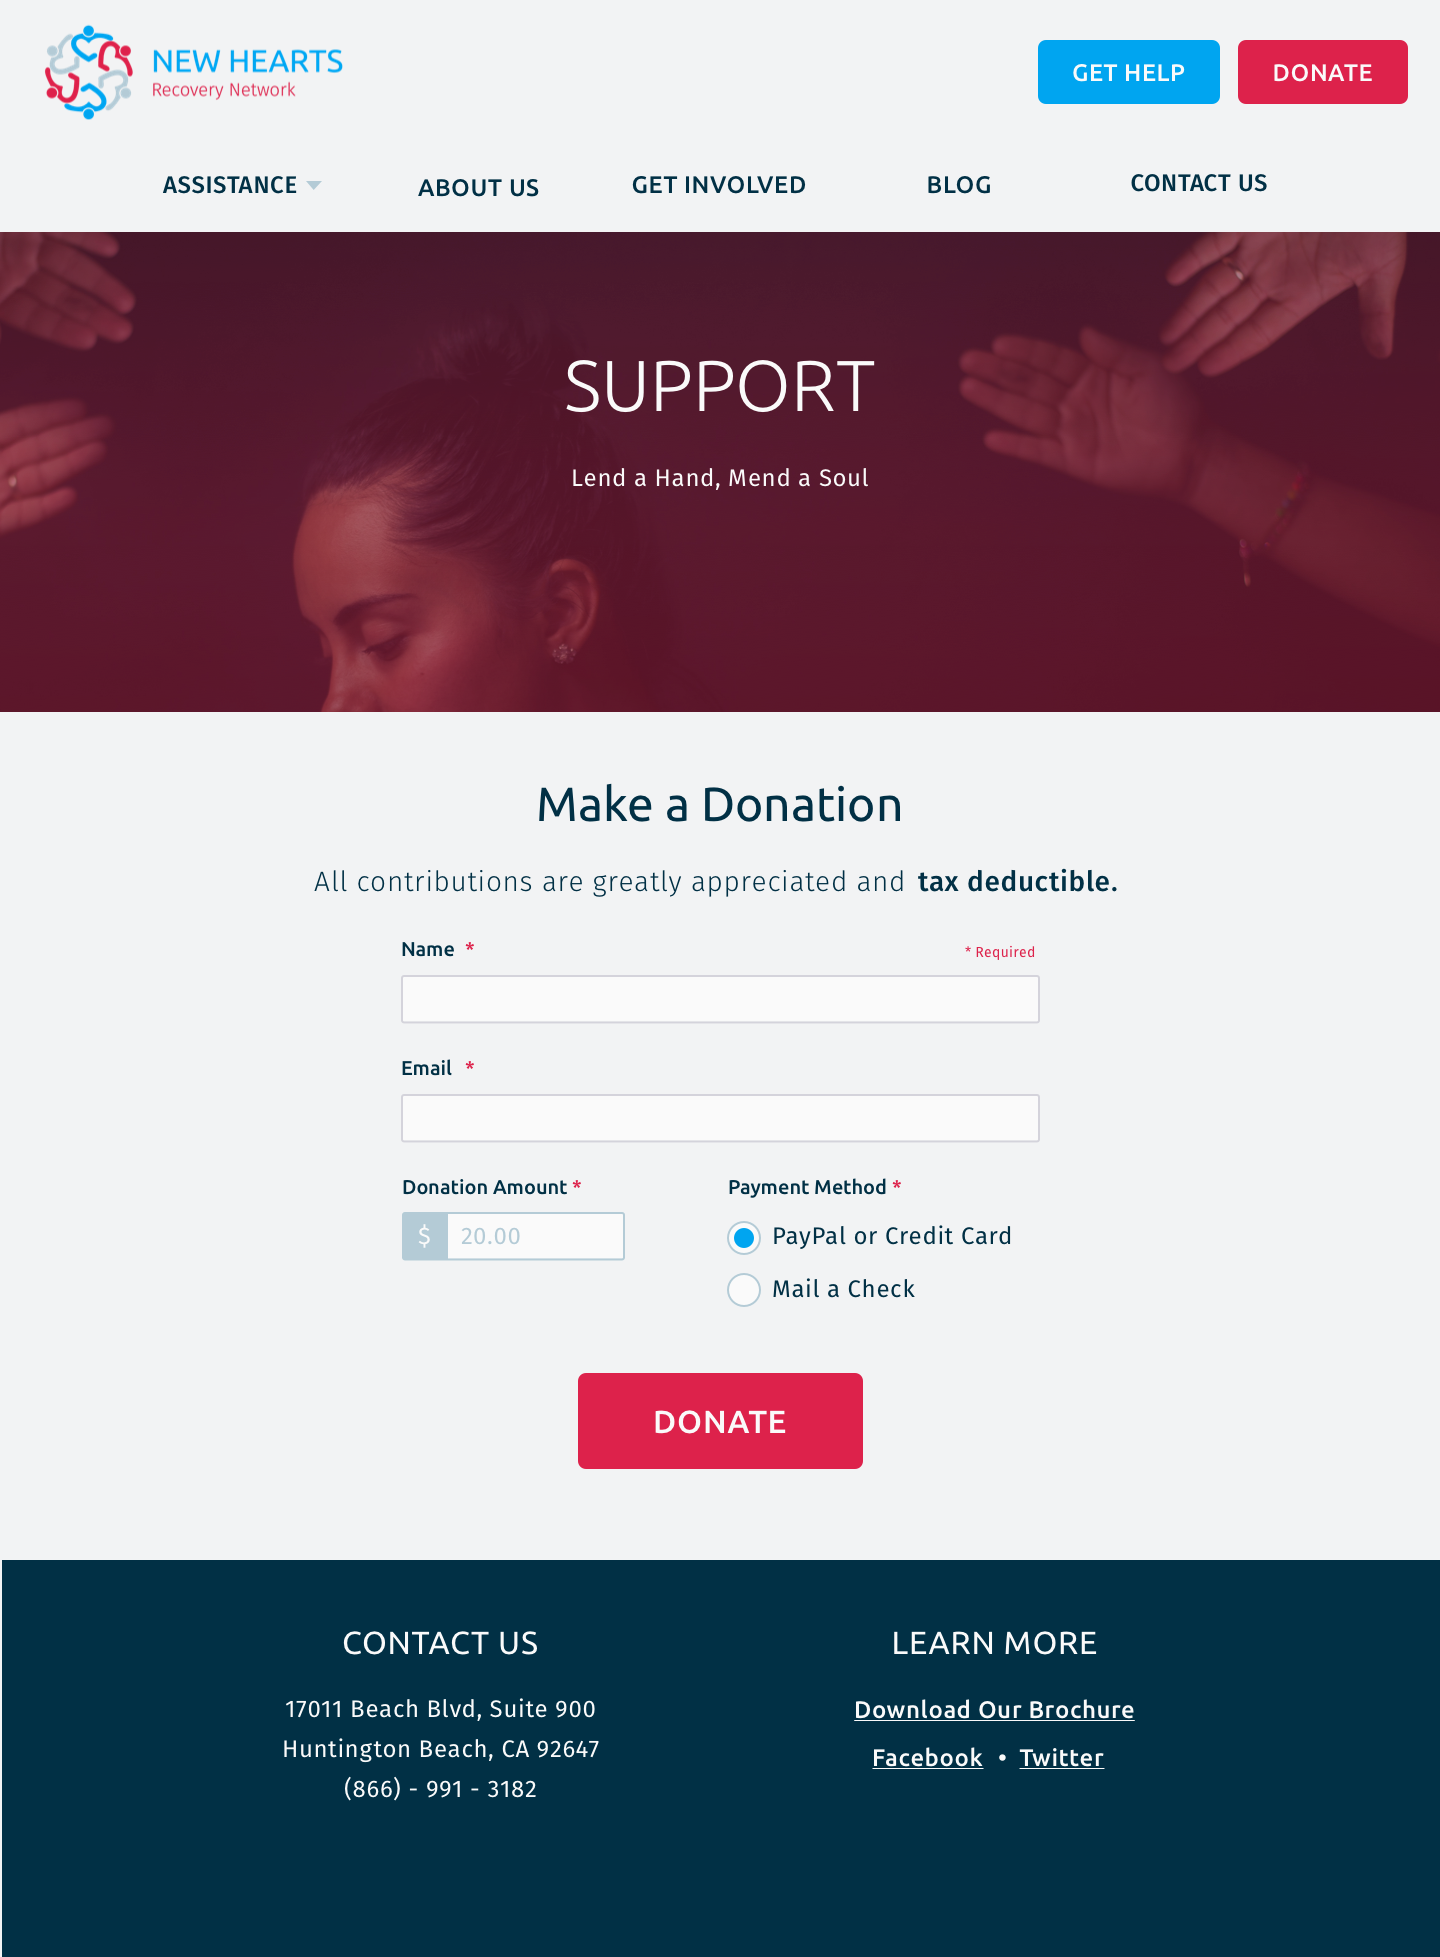 NEW HEARTS
Recovery Network
GET HELP
DONATE
ASSISTANCE
ABOUT US
GET INVOLVED
BLOG
CONTACT US
SUPPORT
Lend a Hand, Mend a Soul
Make a Donation
All contributions are greatly appreciated and tax deductible.
Name *
* Required
Email *
Donation Amount *
$ 20.00
Payment Method *
PayPal or Credit Card
Mail a Check
DONATE
CONTACT US
17011 Beach Blvd, Suite 900
Huntington Beach, CA 92647
(866) - 991 - 3182
LEARN MORE
Download Our Brochure
Facebook • Twitter